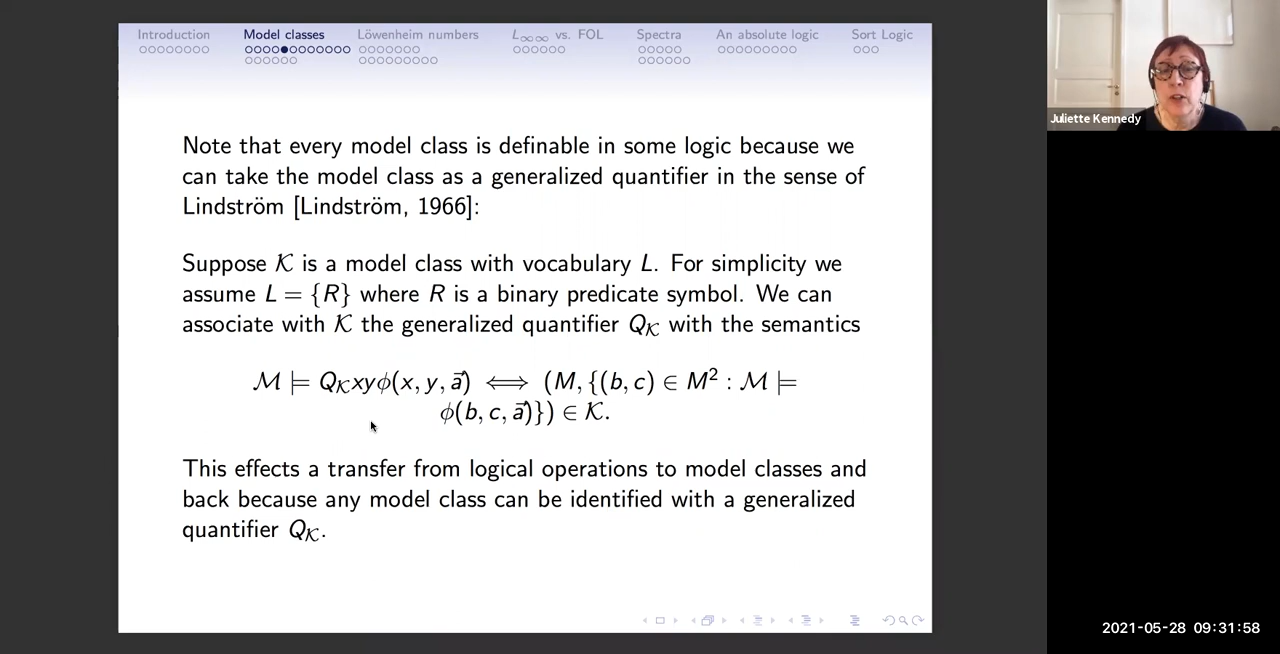 Introduction Model classes Löwenheim numbers L∞∞ vs. FOL Spectra An absolute logic Sort Logic
Note that every model class is definable in some logic because we
can take the model class as a generalized quantifier in the sense of
Lindström [Lindström, 1966]:
Suppose 𝒦 is a model class with vocabulary L. For simplicity we
assume L = {R} where R is a binary predicate symbol. We can
associate with 𝒦 the generalized quantifier Q𝒦 with the semantics
ℳ ⊨ Q𝒦xyϕ(x, y, a⃗) ⟺ (M, {(b, c) ∈ M² : ℳ ⊨
ϕ(b, c, a⃗)}) ∈ 𝒦.
This effects a transfer from logical operations to model classes and
back because any model class can be identified with a generalized
quantifier Q𝒦.
Juliette Kennedy
2021-05-28 09:31:58